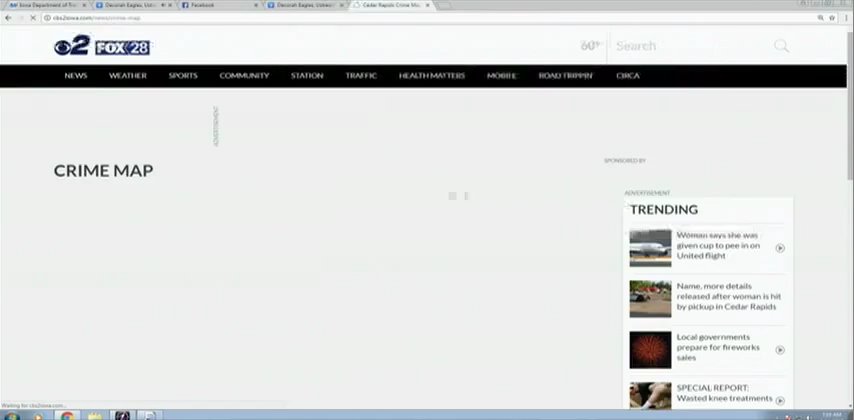 Iowa Department of Tra
Decorah Eagles, Ustr
Facebook
Decorah Eagles, Ustream
Cedar Rapids Crime Ma
cbs2iowa.com/news/crime-map
2 FOX 28
60°
Search
NEWS WEATHER SPORTS COMMUNITY STATION TRAFFIC HEALTH MATTERS MOBILE ROAD TRIPPIN' CIRCA
ADVERTISEMENT
CRIME MAP
SPONSORED BY
ADVERTISEMENT
TRENDING
Woman says she was
given cup to pee in on
United flight
Name, more details
released after woman is hit
by pickup in Cedar Rapids
Local governments
prepare for fireworks
sales
SPECIAL REPORT:
Wasted knee treatments
Waiting for cbs2iowa.com...